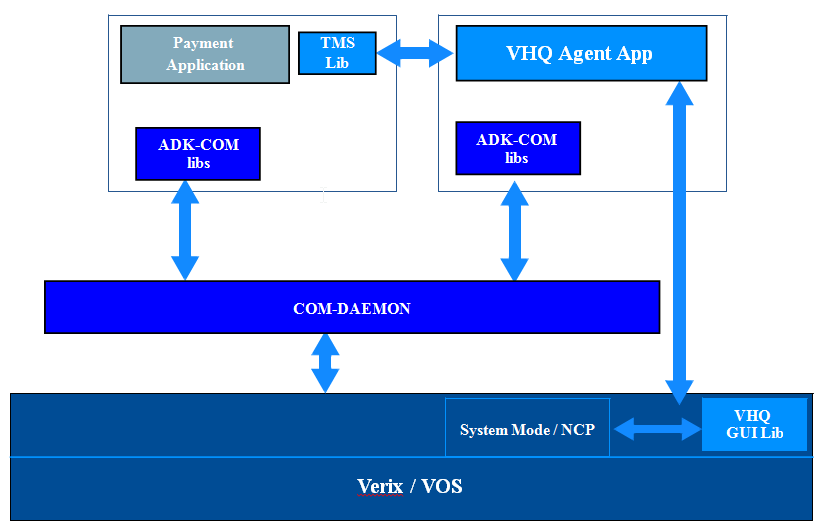 Payment
Application
TMS
Lib
VHQ Agent App
ADK-COM
libs
ADK-COM
libs
COM-DAEMON
System Mode / NCP
VHQ
GUI Lib
Verix / VOS